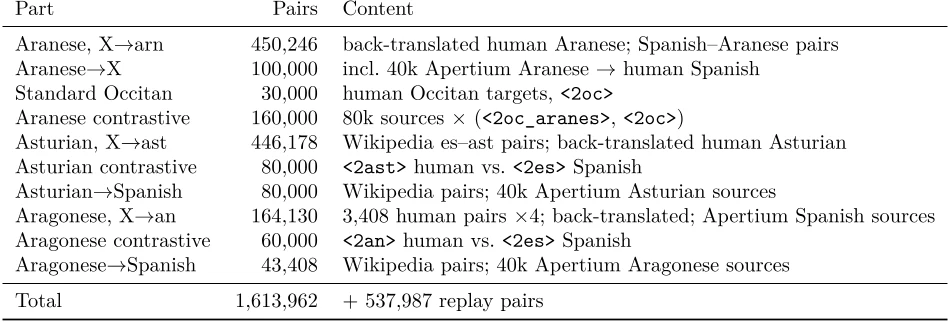 Part Pairs Content
Aranese, X→arn 450,246 back-translated human Aranese; Spanish–Aranese pairs
Aranese→X 100,000 incl. 40k Apertium Aranese → human Spanish
Standard Occitan 30,000 human Occitan targets, <2oc>
Aranese contrastive 160,000 80k sources × (<2oc_aranes>, <2oc>)
Asturian, X→ast 446,178 Wikipedia es–ast pairs; back-translated human Asturian
Asturian contrastive 80,000 <2ast> human vs. <2es> Spanish
Asturian→Spanish 80,000 Wikipedia pairs; 40k Apertium Asturian sources
Aragonese, X→an 164,130 3,408 human pairs ×4; back-translated; Apertium Spanish sources
Aragonese contrastive 60,000 <2an> human vs. <2es> Spanish
Aragonese→Spanish 43,408 Wikipedia pairs; 40k Apertium Aragonese sources
Total 1,613,962 + 537,987 replay pairs